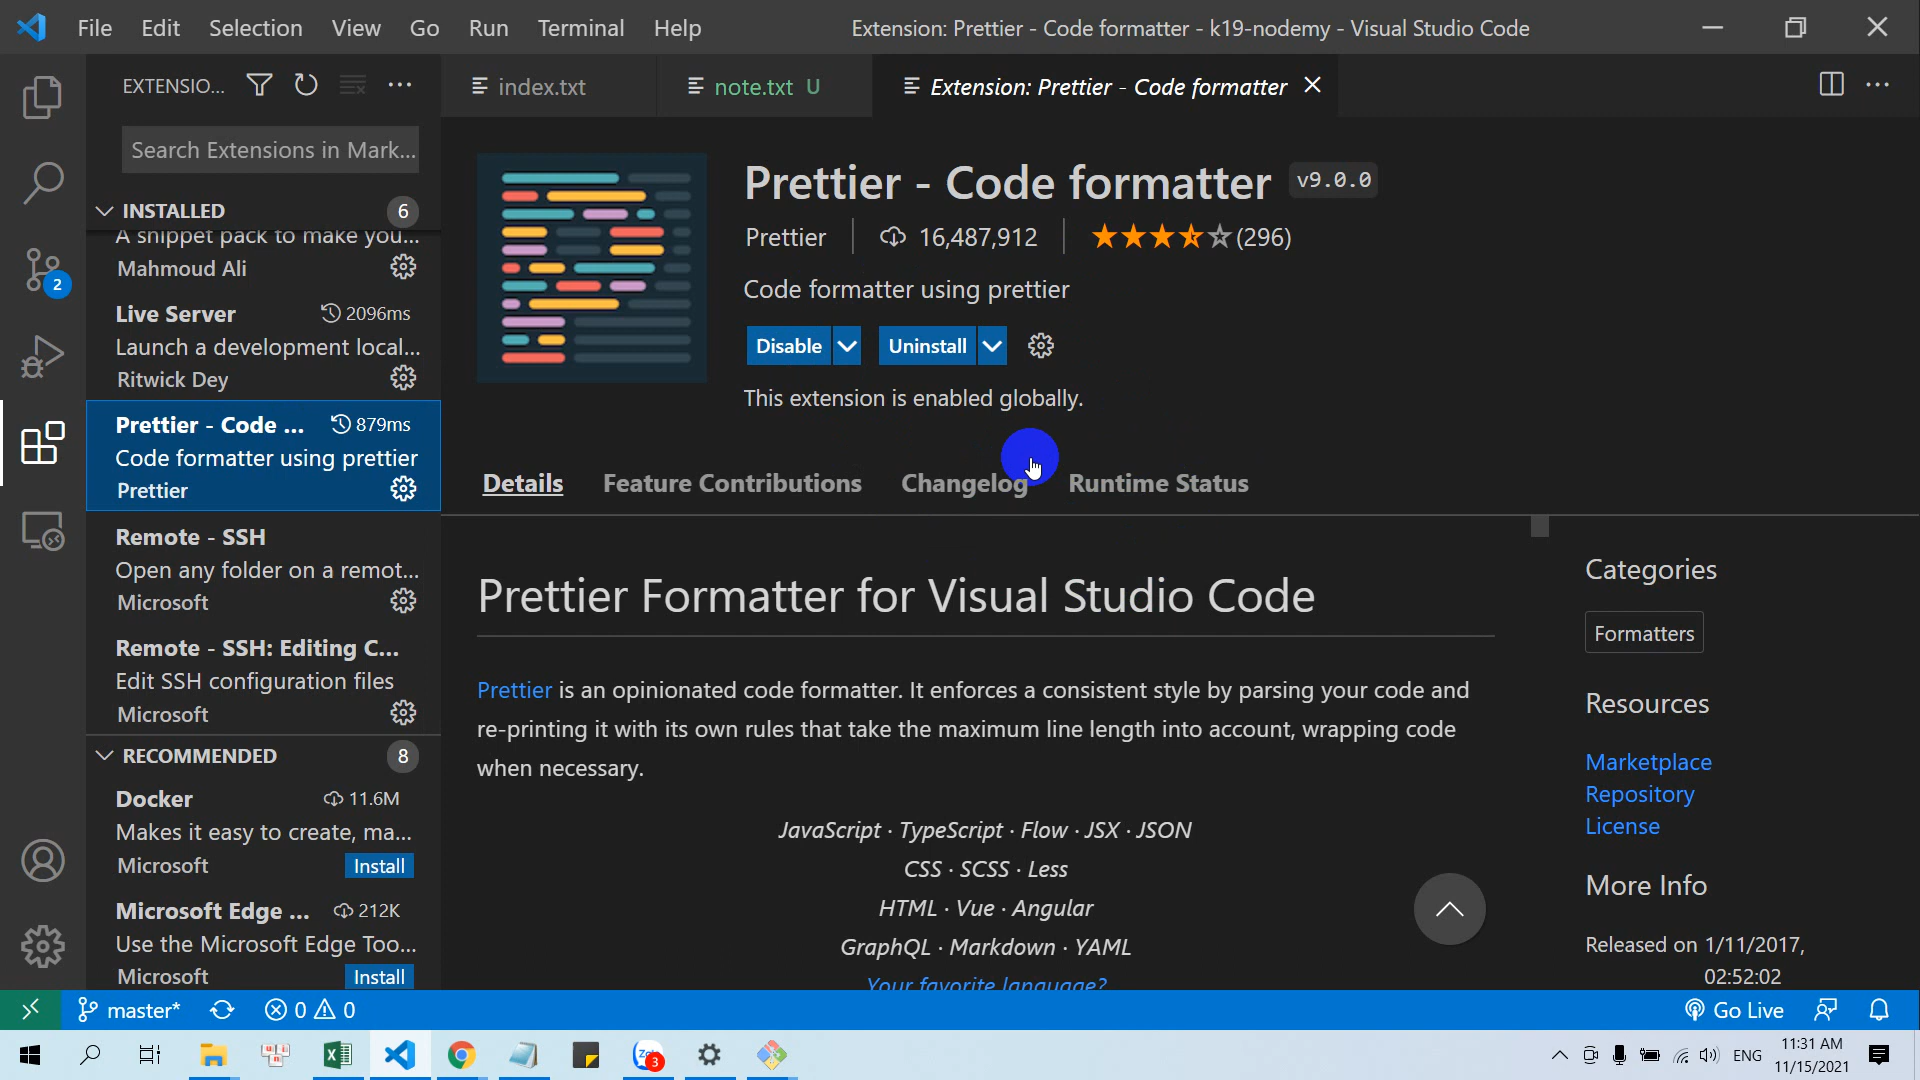 File Edit Selection View Go Run Terminal Help
Extension: Prettier - Code formatter - k19-nodemy - Visual Studio Code
EXTENSIO...
index.txt
note.txt U
Extension: Prettier - Code formatter
Search Extensions in Mark...
INSTALLED 6
A snippet pack to make you...
Mahmoud Ali
Live Server 2096ms
Launch a development local...
Ritwick Dey
Prettier - Code ... 879ms
Code formatter using prettier
Prettier
Remote - SSH
Open any folder on a remot...
Microsoft
Remote - SSH: Editing C...
Edit SSH configuration files
Microsoft
RECOMMENDED 8
Docker 11.6M
Makes it easy to create, ma...
Microsoft Install
Microsoft Edge ... 212K
Use the Microsoft Edge Too...
Microsoft Install
2
Prettier - Code formatter v9.0.0
Prettier 16,487,912 (296)
Code formatter using prettier
Disable Uninstall
This extension is enabled globally.
Details Feature Contributions Changelog Runtime Status
Prettier Formatter for Visual Studio Code
Prettier is an opinionated code formatter. It enforces a consistent style by parsing your code and
re-printing it with its own rules that take the maximum line length into account, wrapping code
when necessary.
JavaScript · TypeScript · Flow · JSX · JSON
CSS · SCSS · Less
HTML · Vue · Angular
GraphQL · Markdown · YAML
Your favorite language?
Categories
Formatters
Resources
Marketplace
Repository
License
More Info
Released on 1/11/2017,
02:52:02
master* 0 0
Go Live
3
ENG
11:31 AM
11/15/2021